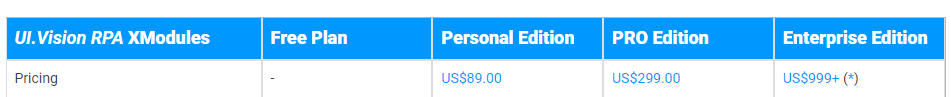 UI.Vision RPA XModules Free Plan Personal Edition PRO Edition Enterprise Edition
Pricing - US$89.00 US$299.00 US$999+ (*)